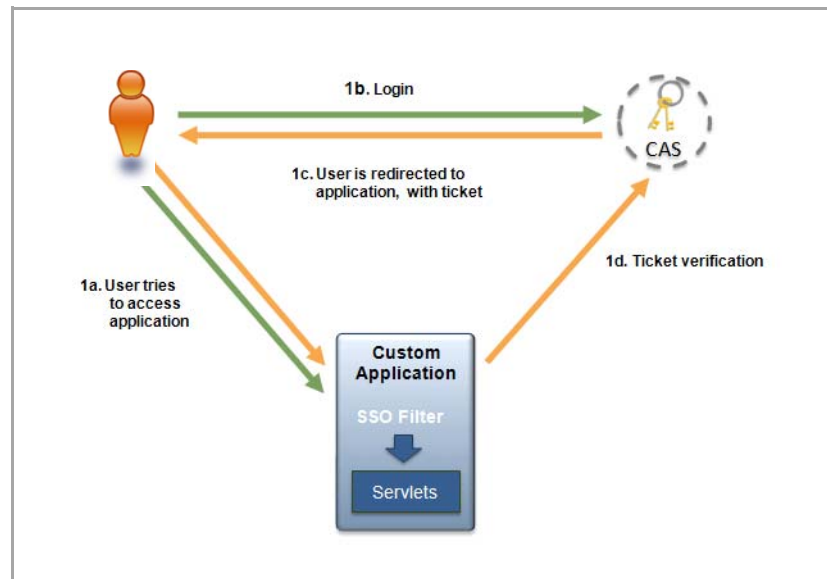 1b. Login
CAS
1c. User is redirected to
application, with ticket
1d. Ticket verification
1a. User tries
to access
application
Custom
Application
SSO Filter
Servlets